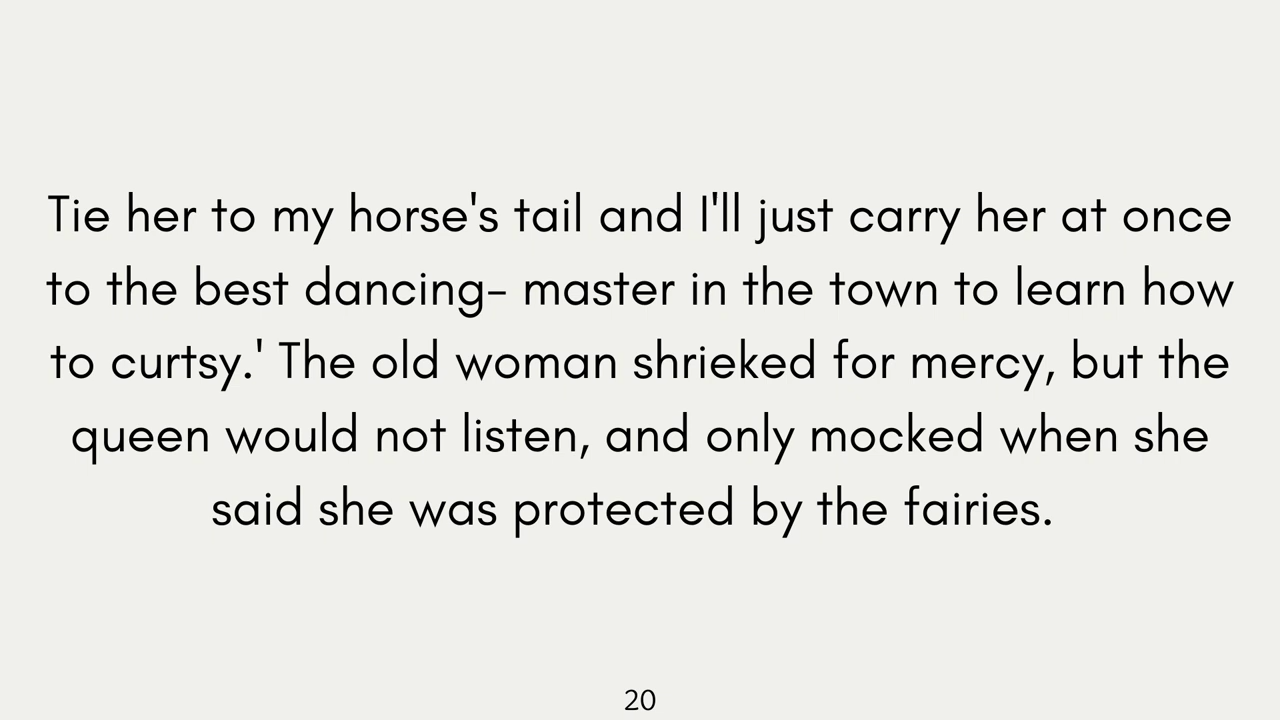 Tie her to my horse's tail and I'll just carry her at once
to the best dancing- master in the town to learn how
to curtsy.' The old woman shrieked for mercy, but the
queen would not listen, and only mocked when she
said she was protected by the fairies.
20